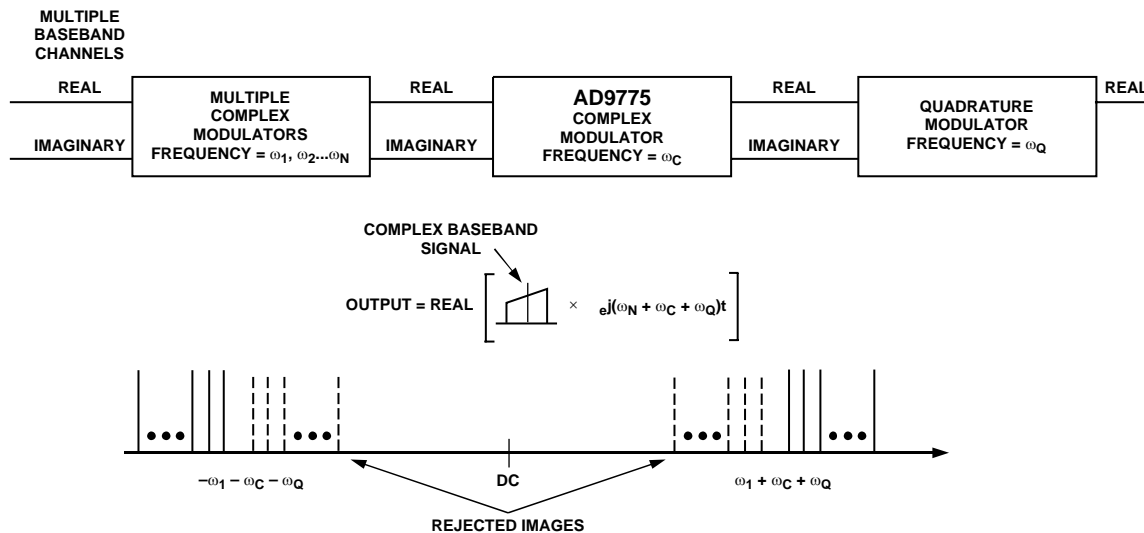 MULTIPLE
BASEBAND
CHANNELS
REAL
IMAGINARY
MULTIPLE
COMPLEX
MODULATORS
FREQUENCY = ω1, ω2...ωN
REAL
IMAGINARY
AD9775
COMPLEX
MODULATOR
FREQUENCY = ωC
REAL
IMAGINARY
QUADRATURE
MODULATOR
FREQUENCY = ωQ
REAL
COMPLEX BASEBAND
SIGNAL
OUTPUT = REAL [ × ej(ωN + ωC + ωQ)t ]
–ω1 – ωC – ωQ
DC
ω1 + ωC + ωQ
REJECTED IMAGES